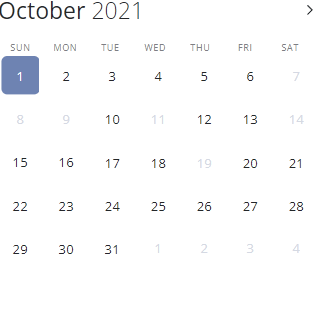 October 2021
SUN MON TUE WED THU FRI SAT
1 2 3 4 5 6 7
8 9 10 11 12 13 14
15 16 17 18 19 20 21
22 23 24 25 26 27 28
29 30 31 1 2 3 4